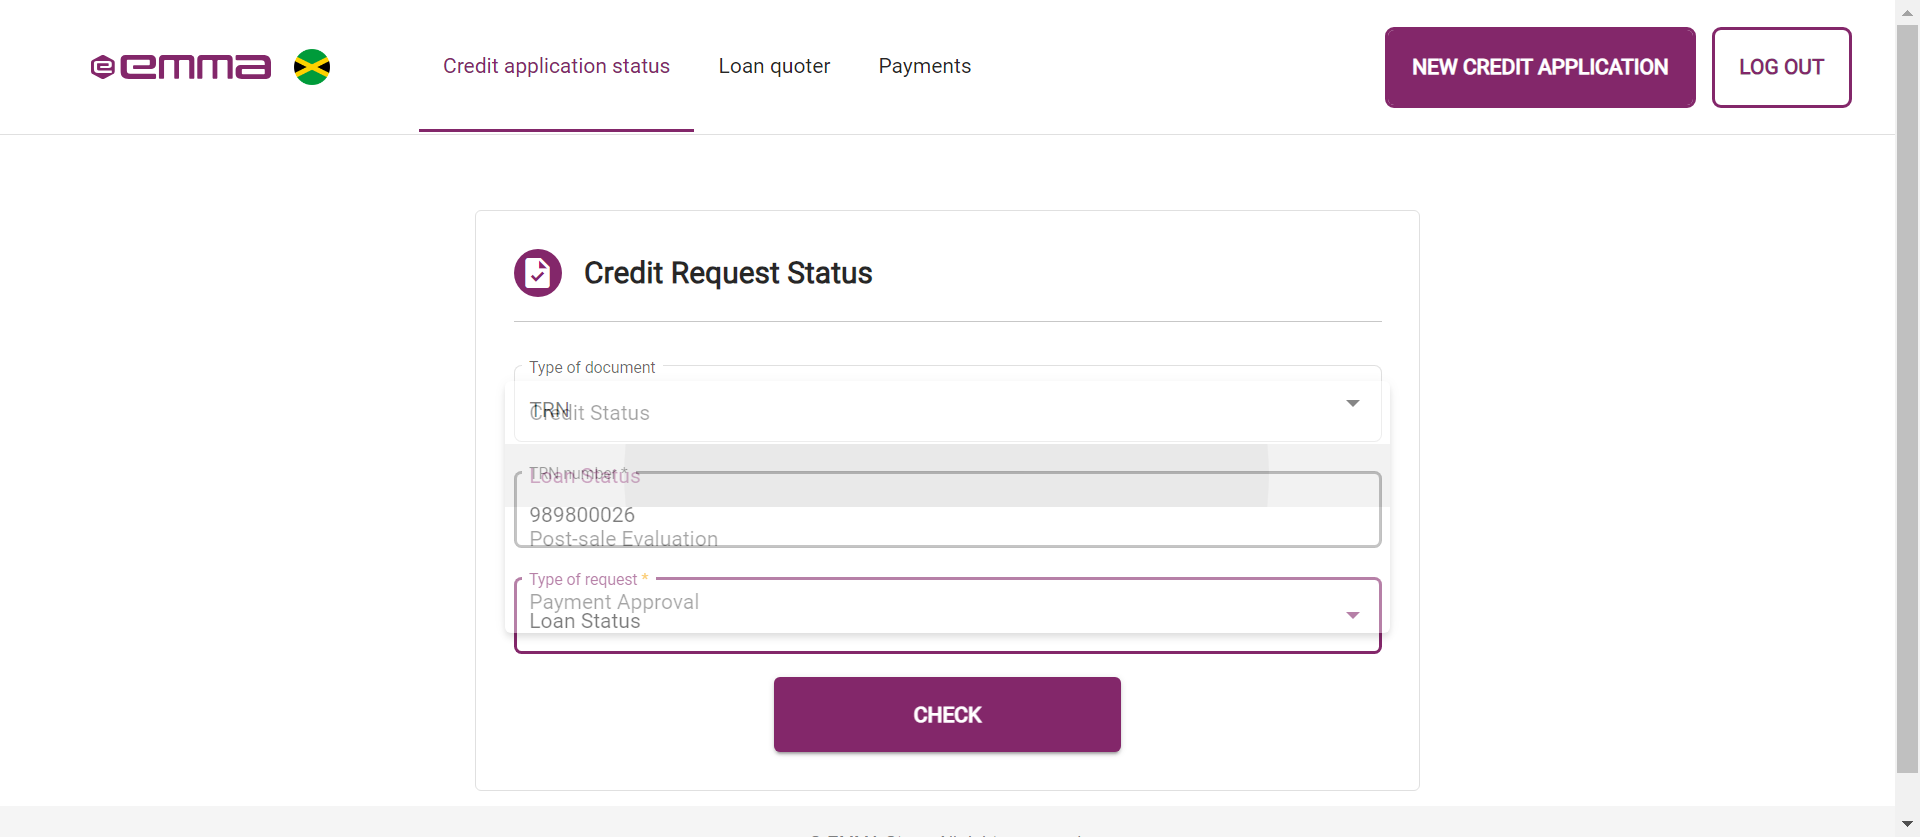 emma
Credit application status
Loan quoter
Payments
NEW CREDIT APPLICATION
LOG OUT
Credit Request Status
Type of document
TRN
Credit Status
TRN number *
Loan Status
989800026
Post-sale Evaluation
Type of request *
Payment Approval
Loan Status
CHECK